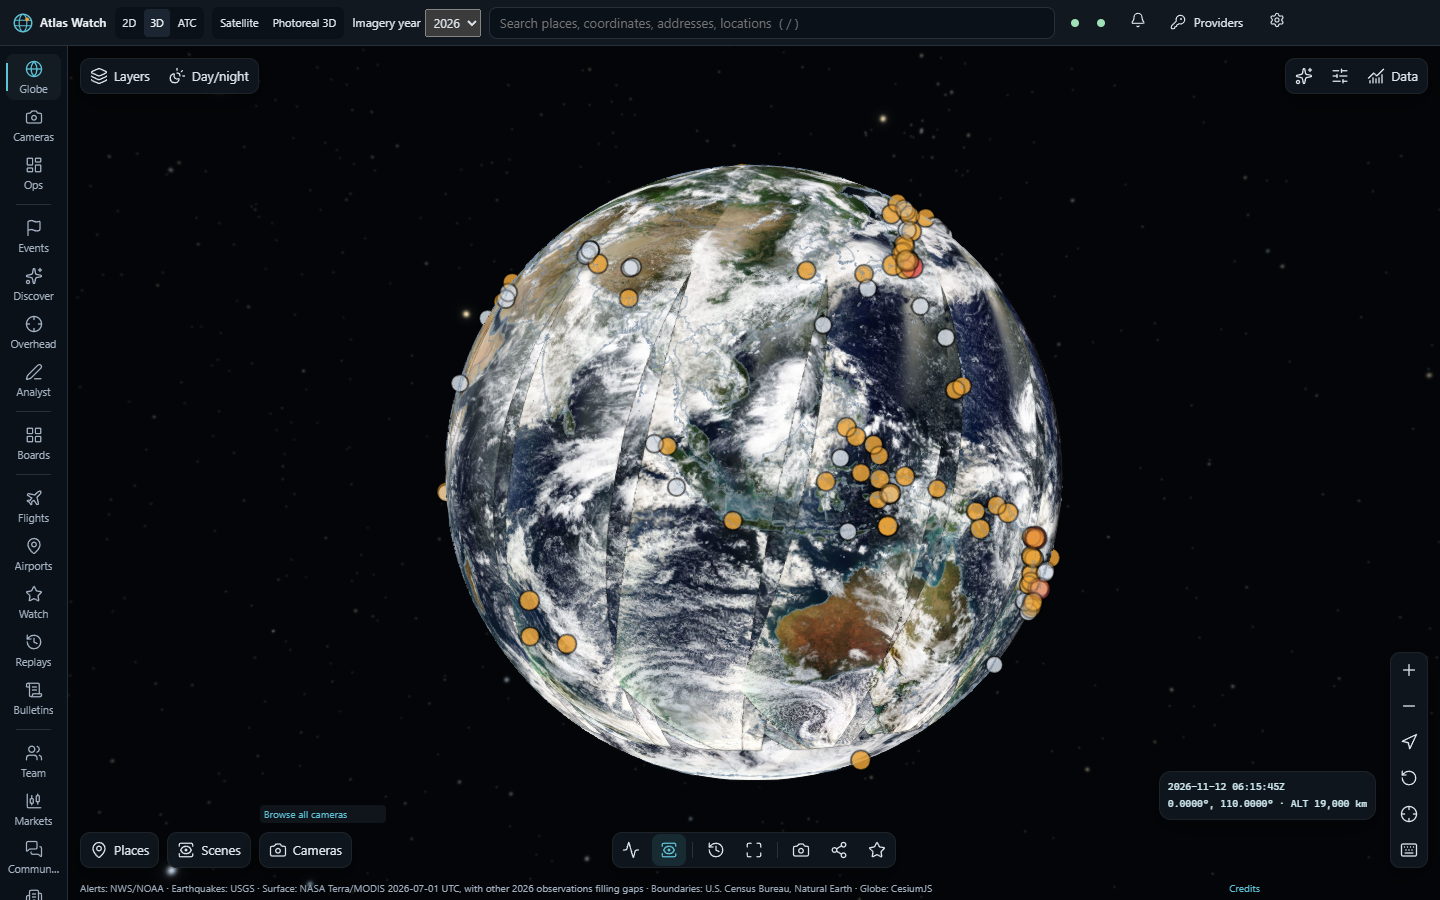 Atlas Watch
2D 3D ATC
Satellite Photoreal 3D
Imagery year 2026
Search places, coordinates, addresses, locations ( / )
Providers
Globe
Cameras
Ops
Events
Discover
Overhead
Analyst
Boards
Flights
Airports
Watch
Replays
Bulletins
Team
Markets
Commun...
Layers Day/night
Data
2026-11-12 06:15:45Z
0.0000°, 110.0000° · ALT 19,000 km
Browse all cameras
Places Scenes Cameras
Alerts: NWS/NOAA · Earthquakes: USGS · Surface: NASA Terra/MODIS 2026-07-01 UTC, with other 2026 observations filling gaps · Boundaries: U.S. Census Bureau, Natural Earth · Globe: CesiumJS
Credits